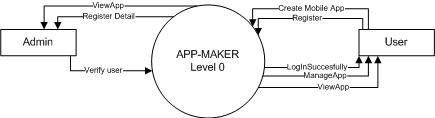 ViewApp
Register Detail
Admin
Verify user
APP-MAKER
Level 0
Create Mobile App
Register
User
LogInSuccesfully
ManageApp
ViewApp